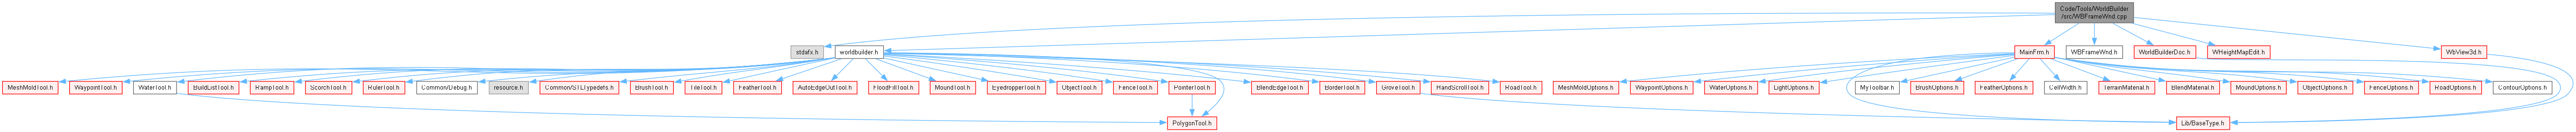 Code/Tools/WorldBuilder
/src/WBFrameWnd.cpp
stdafx.h
worldbuilder.h
MainFrm.h
WBFrameWnd.h
WorldBuilderDoc.h
WHeightMapEdit.h
WbView3d.h
MeshMoldTool.h
WaypointTool.h
WaterTool.h
BuildListTool.h
RampTool.h
ScorchTool.h
RulerTool.h
Common/Debug.h
resource.h
Common/STLTypedefs.h
BrushTool.h
TileTool.h
FeatherTool.h
AutoEdgeOutTool.h
FloodFillTool.h
MoundTool.h
EyedropperTool.h
ObjectTool.h
FenceTool.h
PointerTool.h
BlendEdgeTool.h
BorderTool.h
GroveTool.h
HandScrollTool.h
RoadTool.h
MeshMoldOptions.h
WaypointOptions.h
WaterOptions.h
LightOptions.h
MyToolbar.h
BrushOptions.h
FeatherOptions.h
CellWidth.h
TerrainMaterial.h
BlendMaterial.h
MoundOptions.h
ObjectOptions.h
FenceOptions.h
RoadOptions.h
ContourOptions.h
PolygonTool.h
Lib/BaseType.h